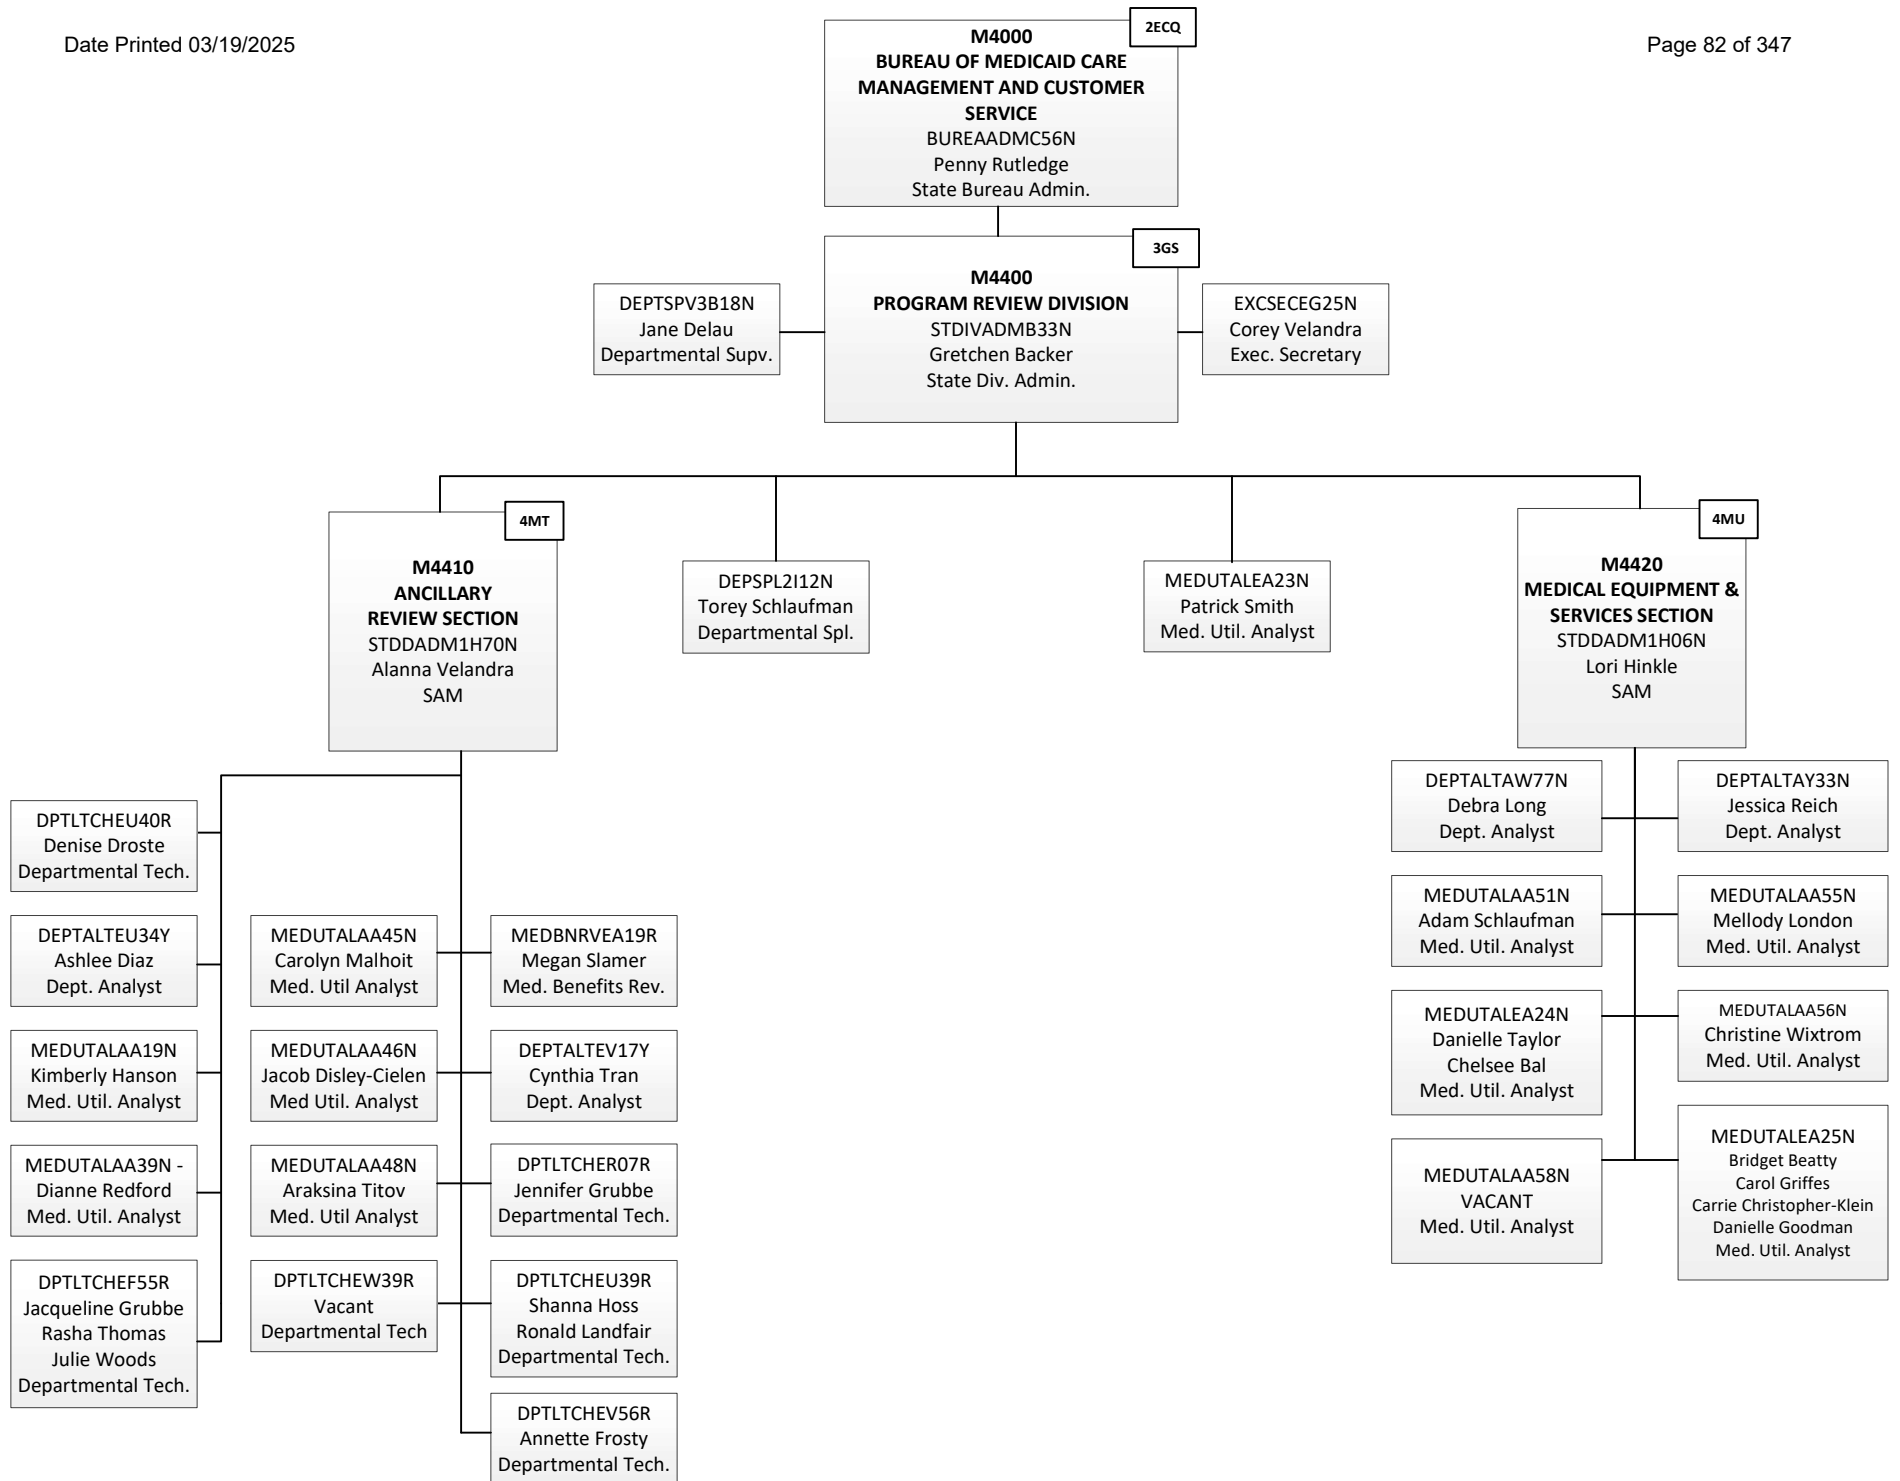 Date Printed 03/19/2025
Page 82 of 347
2ECQ
M4000
BUREAU OF MEDICAID CARE
MANAGEMENT AND CUSTOMER
SERVICE
BUREAADMC56N
Penny Rutledge
State Bureau Admin.
3GS
M4400
PROGRAM REVIEW DIVISION
STDIVADMB33N
Gretchen Backer
State Div. Admin.
DEPTSPV3B18N
Jane Delau
Departmental Supv.
EXCSECEG25N
Corey Velandra
Exec. Secretary
4MT
M4410
ANCILLARY
REVIEW SECTION
STDDADM1H70N
Alanna Velandra
SAM
DEPSPL2I12N
Torey Schlaufman
Departmental Spl.
MEDUTALEA23N
Patrick Smith
Med. Util. Analyst
4MU
M4420
MEDICAL EQUIPMENT &
SERVICES SECTION
STDDADM1H06N
Lori Hinkle
SAM
DPTLTCHEU40R
Denise Droste
Departmental Tech.
DEPTALTEU34Y
Ashlee Diaz
Dept. Analyst
MEDUTALAA19N
Kimberly Hanson
Med. Util. Analyst
MEDUTALAA39N -
Dianne Redford
Med. Util. Analyst
DPTLTCHEF55R
Jacqueline Grubbe
Rasha Thomas
Julie Woods
Departmental Tech.
MEDUTALAA45N
Carolyn Malhoit
Med. Util Analyst
MEDUTALAA46N
Jacob Disley-Cielen
Med Util. Analyst
MEDUTALAA48N
Araksina Titov
Med. Util Analyst
DPTLTCHEW39R
Vacant
Departmental Tech
MEDBNRVEA19R
Megan Slamer
Med. Benefits Rev.
DEPTALTEV17Y
Cynthia Tran
Dept. Analyst
DPTLTCHER07R
Jennifer Grubbe
Departmental Tech.
DPTLTCHEU39R
Shanna Hoss
Ronald Landfair
Departmental Tech.
DPTLTCHEV56R
Annette Frosty
Departmental Tech.
DEPTALTAW77N
Debra Long
Dept. Analyst
MEDUTALAA51N
Adam Schlaufman
Med. Util. Analyst
MEDUTALEA24N
Danielle Taylor
Chelsee Bal
Med. Util. Analyst
MEDUTALAA58N
VACANT
Med. Util. Analyst
DEPTALTAY33N
Jessica Reich
Dept. Analyst
MEDUTALAA55N
Mellody London
Med. Util. Analyst
MEDUTALAA56N
Christine Wixtrom
Med. Util. Analyst
MEDUTALEA25N
Bridget Beatty
Carol Griffes
Carrie Christopher-Klein
Danielle Goodman
Med. Util. Analyst